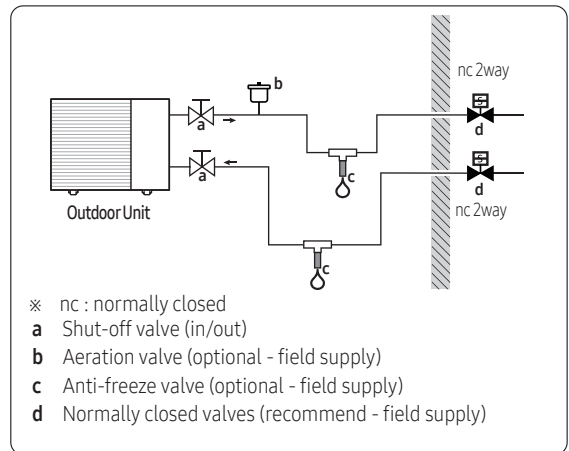 nc 2way
b
S
a
d
S
a
c
d
Outdoor Unit
nc 2way
c
※ nc : normally closed
a Shut-off valve (in/out)
b Aeration valve (optional - field supply)
c Anti-freeze valve (optional - field supply)
d Normally closed valves (recommend - field supply)